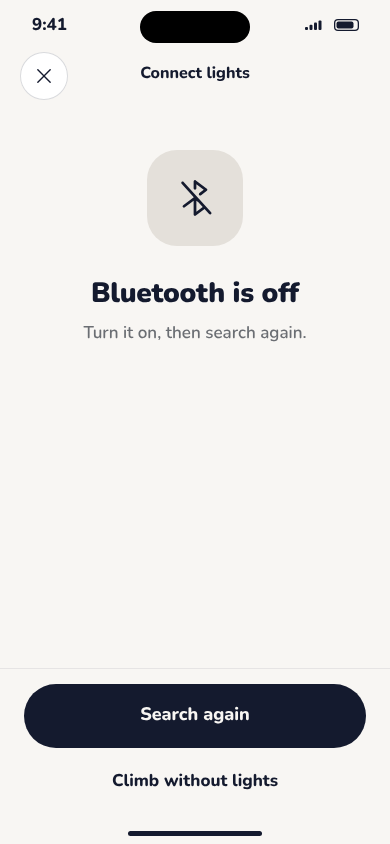 9:41
Connect lights
Bluetooth is off
Turn it on, then search again.
Search again
Climb without lights